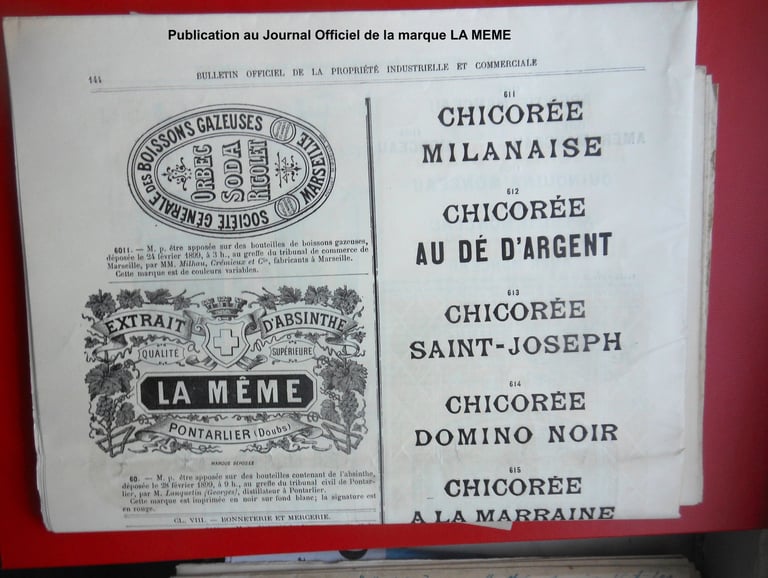 Publication au Journal Officiel de la marque LA MEME
144
BULLETIN OFFICIEL DE LA PROPRIÉTÉ INDUSTRIELLE ET COMMERCIALE
SOCIÉTÉ GÉNÉRALE DES BOISSONS GAZEUSES
MARSEILLE
ORBEC
SODA
RIGOLET
6011. — M. p. être apposée sur des bouteilles de boissons gazeuses,
déposée le 24 février 1899, à 3 h., au greffe du tribunal de commerce de
Marseille, par MM. Milhau, Crémieux et Cie, fabricants à Marseille.
Cette marque est de couleurs variables.
EXTRAIT D'ABSINTHE
QUALITÉ SUPÉRIEURE
LA MÊME
PONTARLIER (Doubs)
MARQUE DÉPOSÉE
60. — M. p. être apposée sur des bouteilles contenant de l'absinthe,
déposée le 28 février 1899, à 9 h., au greffe du tribunal civil de Pontar-
lier, par M. Lanquetin (Georges), distillateur à Pontarlier.
Cette marque est imprimée en noir sur fond blanc; la signature est
en rouge.
CL. VIII. — BONNETERIE ET MERCERIE.
611
CHICORÉE
MILANAISE
612
CHICORÉE
AU DÉ D'ARGENT
613
CHICORÉE
SAINT-JOSEPH
614
CHICORÉE
DOMINO NOIR
615
CHICORÉE
A LA MARRAINE